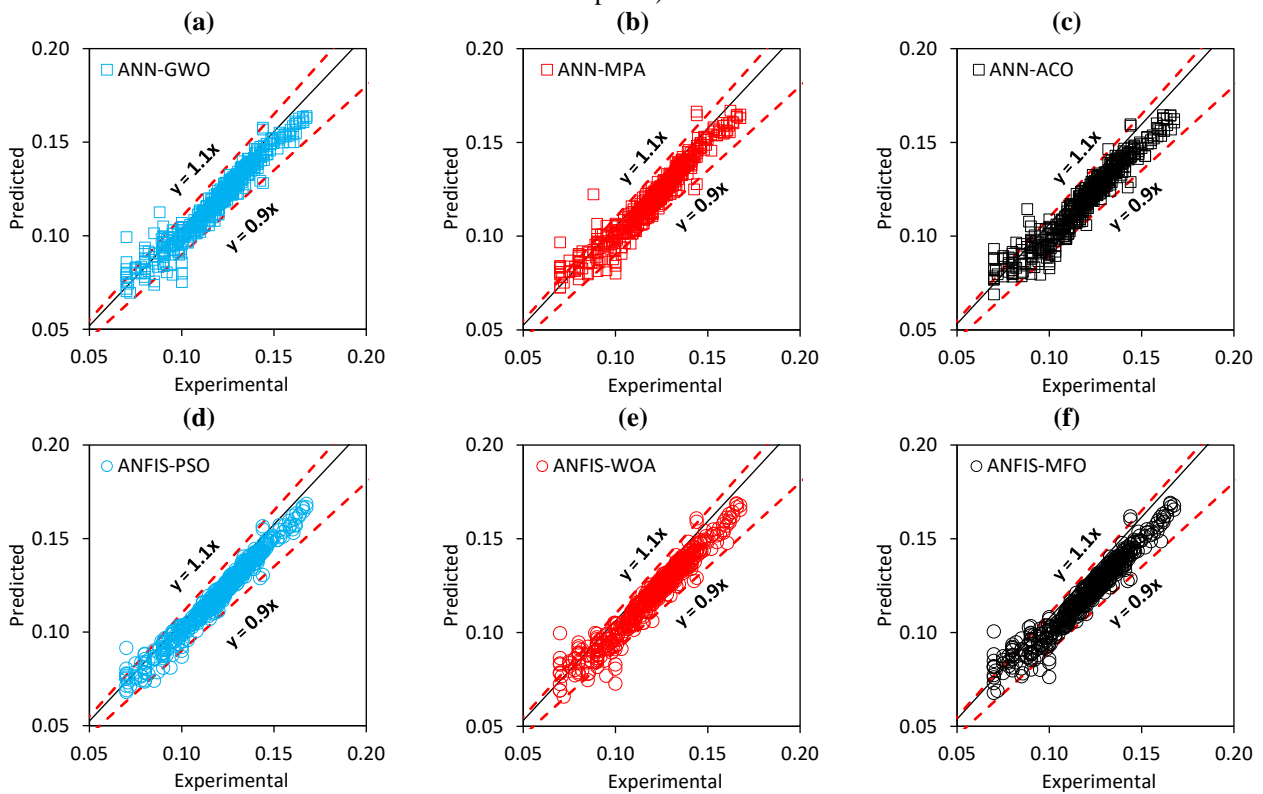 (a) (b) (c)
0.20 0.20 0.20
ANN-GWO ANN-MPA ANN-ACO
0.15 0.15 0.15
y = 1.1x y = 1.1x y = 1.1x
Predicted Predicted Predicted
0.10 0.10 0.10
y = 0.9x y = 0.9x y = 0.9x
0.05 0.05 0.05
0.05 0.10 0.15 0.20 0.05 0.10 0.15 0.20 0.05 0.10 0.15 0.20
Experimental Experimental Experimental
(d) (e) (f)
0.20 0.20 0.20
ANFIS-PSO ANFIS-WOA ANFIS-MFO
0.15 0.15 0.15
y = 1.1x y = 1.1x y = 1.1x
Predicted Predicted Predicted
0.10 0.10 0.10
y = 0.9x y = 0.9x y = 0.9x
0.05 0.05 0.05
0.05 0.10 0.15 0.20 0.05 0.10 0.15 0.20 0.05 0.10 0.15 0.20
Experimental Experimental Experimental